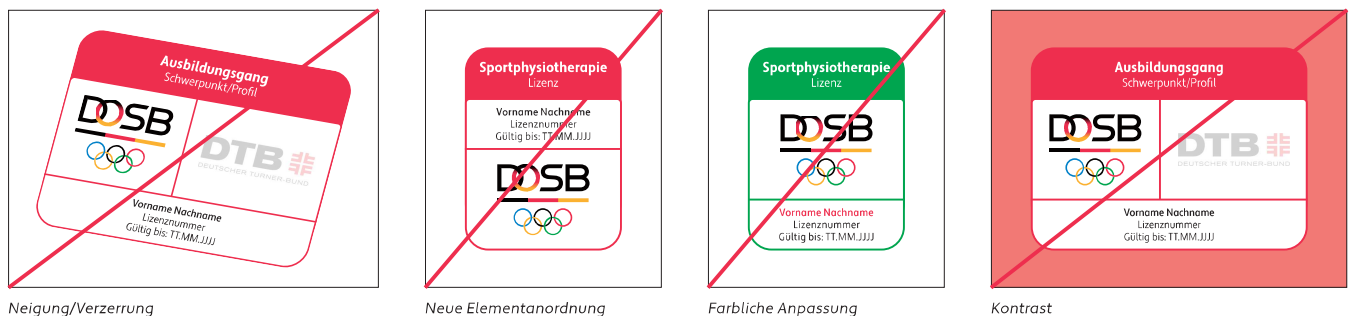 Ausbildungsgang
Schwerpunkt/Profil
DOSB
DTB
DEUTSCHER TURNER-BUND
Vorname Nachname
Lizenznummer
Gültig bis: TT.MM.JJJJ
Neigung/Verzerrung
Sportphysiotherapie
Lizenz
Vorname Nachname
Lizenznummer
Gültig bis: TT.MM.JJJJ
DOSB
Neue Elementanordnung
Sportphysiotherapie
Lizenz
DOSB
Vorname Nachname
Lizenznummer
Gültig bis: TT.MM.JJJJ
Farbliche Anpassung
Ausbildungsgang
Schwerpunkt/Profil
DOSB
DTB
DEUTSCHER TURNER-BUND
Vorname Nachname
Lizenznummer
Gültig bis: TT.MM.JJJJ
Kontrast